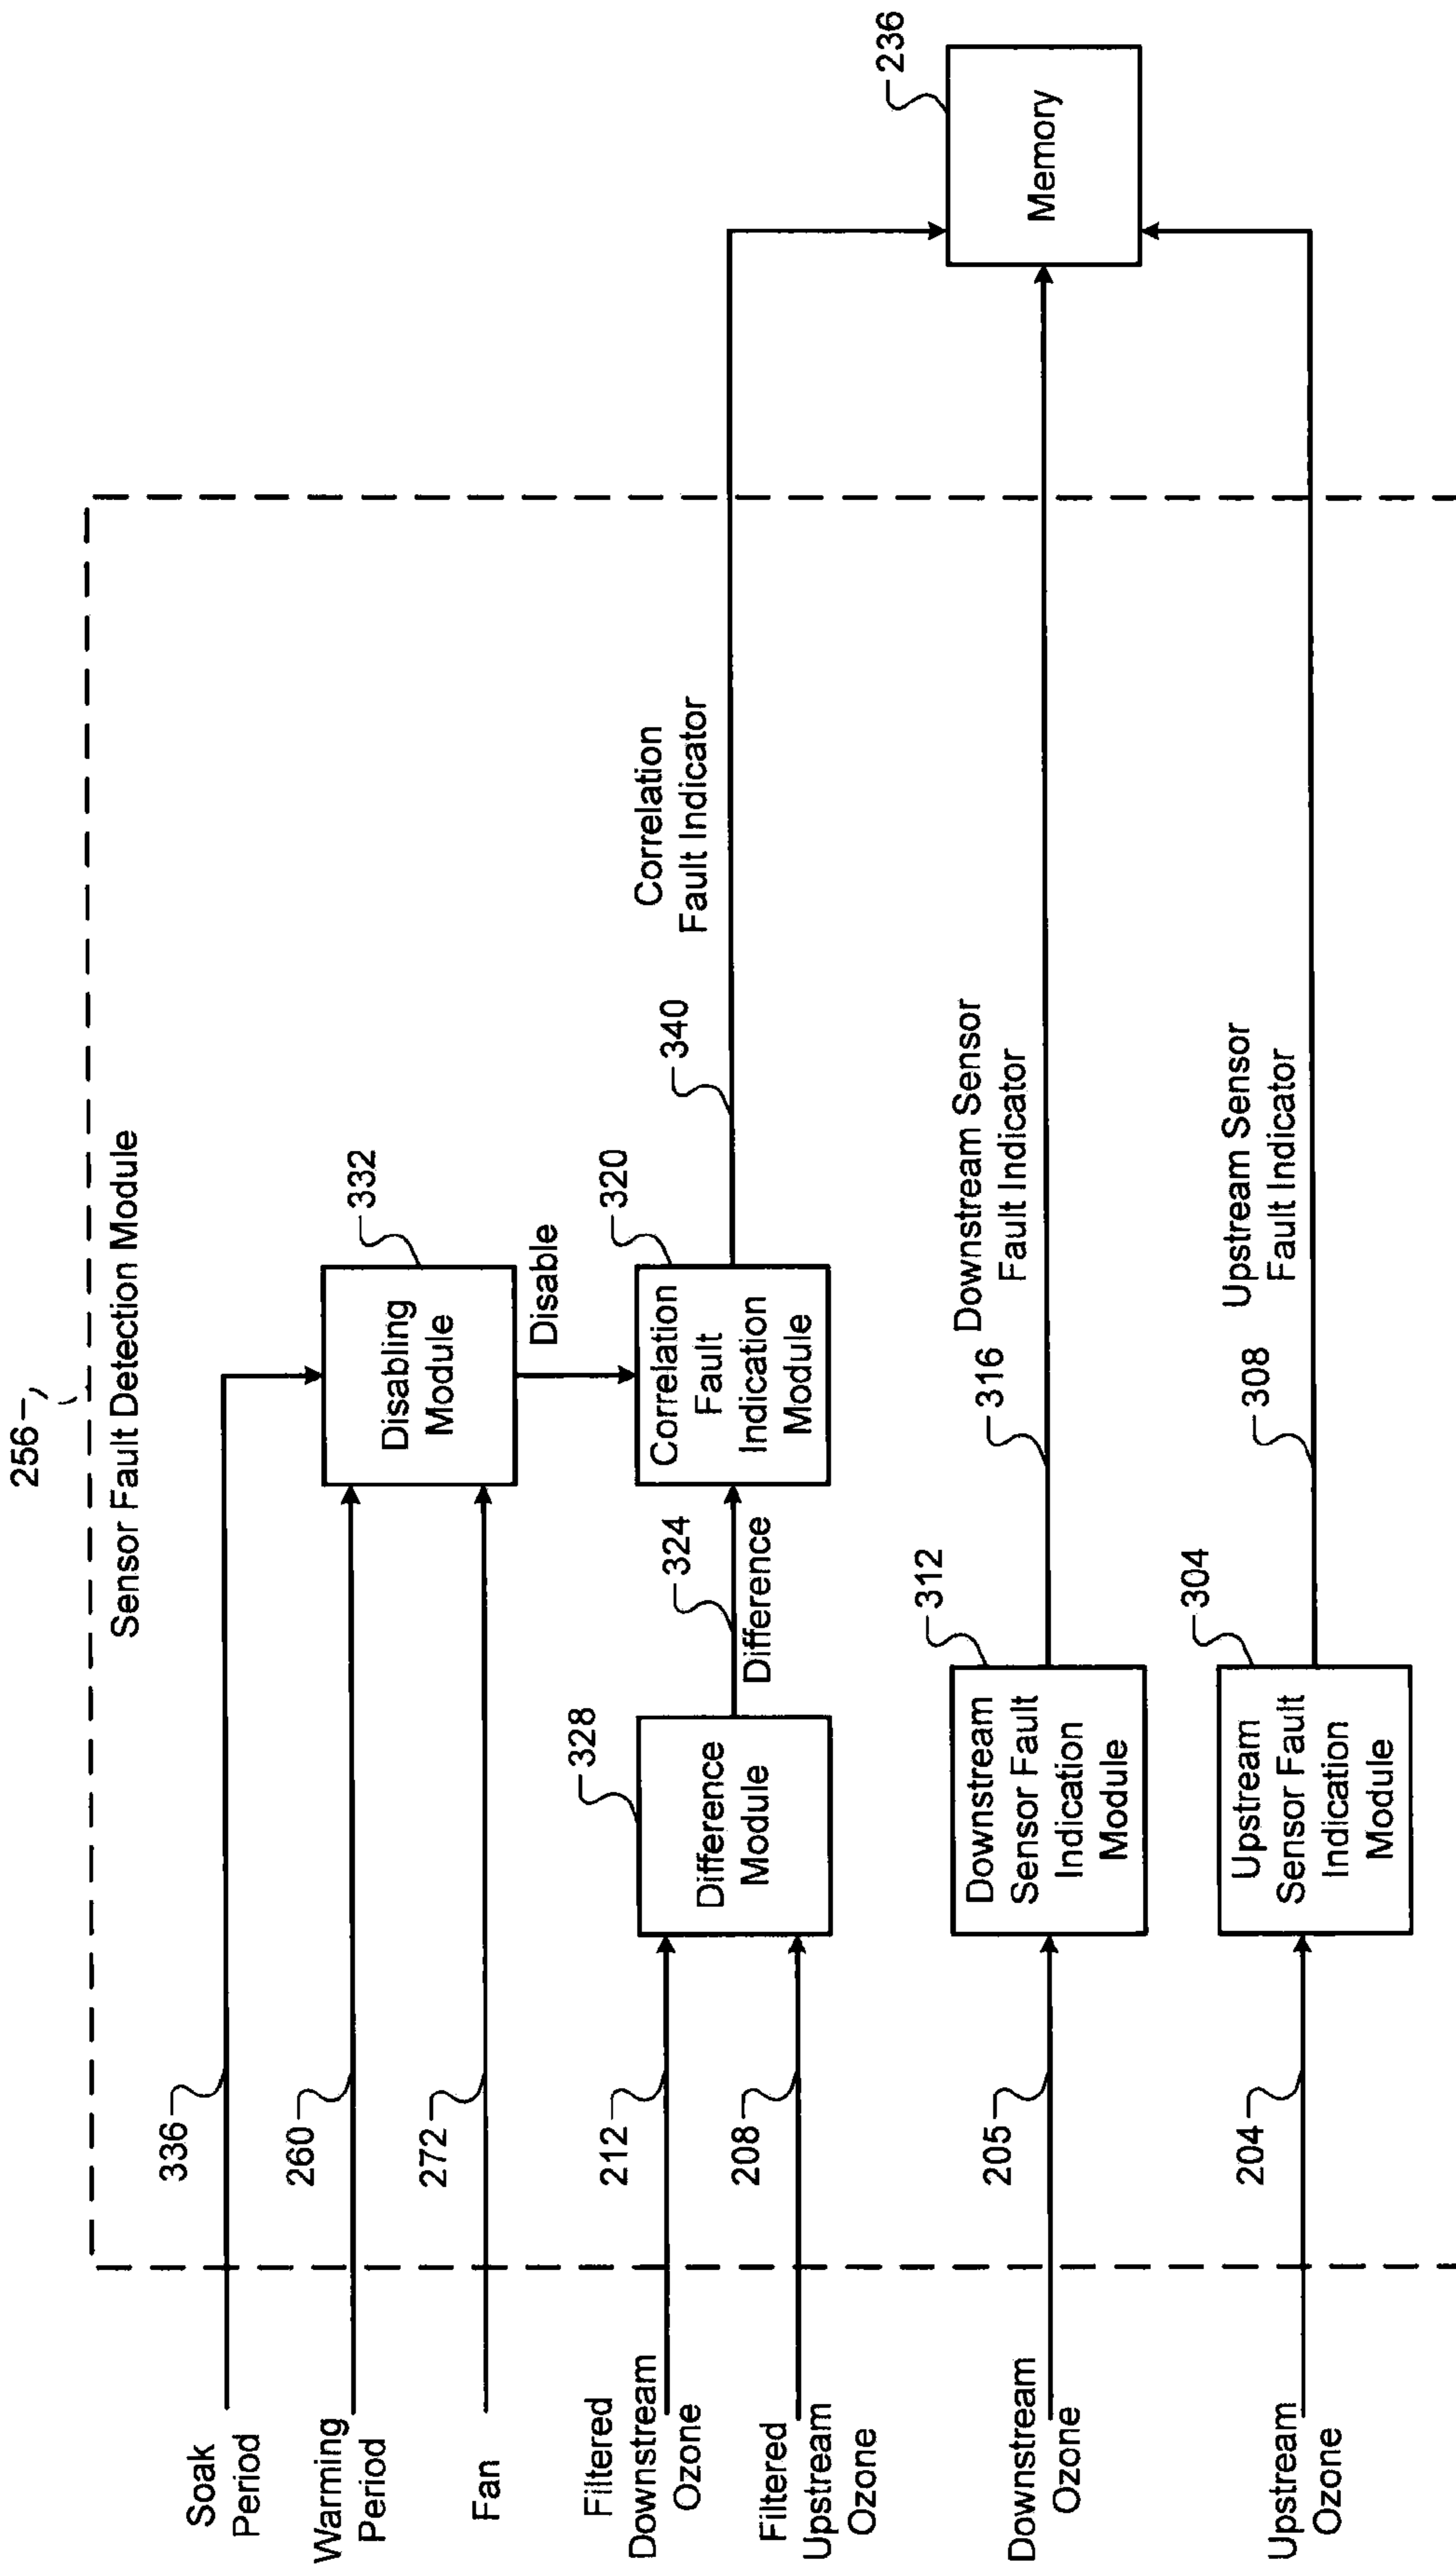 256
Sensor Fault Detection Module
Soak
Period
336
Warming
Period
260
Fan
272
Disabling
Module
332
Disable
Filtered
Downstream
Ozone
212
Filtered
Upstream
Ozone
208
Difference
Module
328
324
Difference
Correlation
Fault
Indication
Module
320
340
Correlation
Fault Indicator
Downstream
Ozone
205
Downstream
Sensor Fault
Indication
Module
312
316
Downstream Sensor
Fault Indicator
Upstream
Ozone
204
Upstream
Sensor Fault
Indication
Module
304
308
Upstream Sensor
Fault Indicator
Memory
236